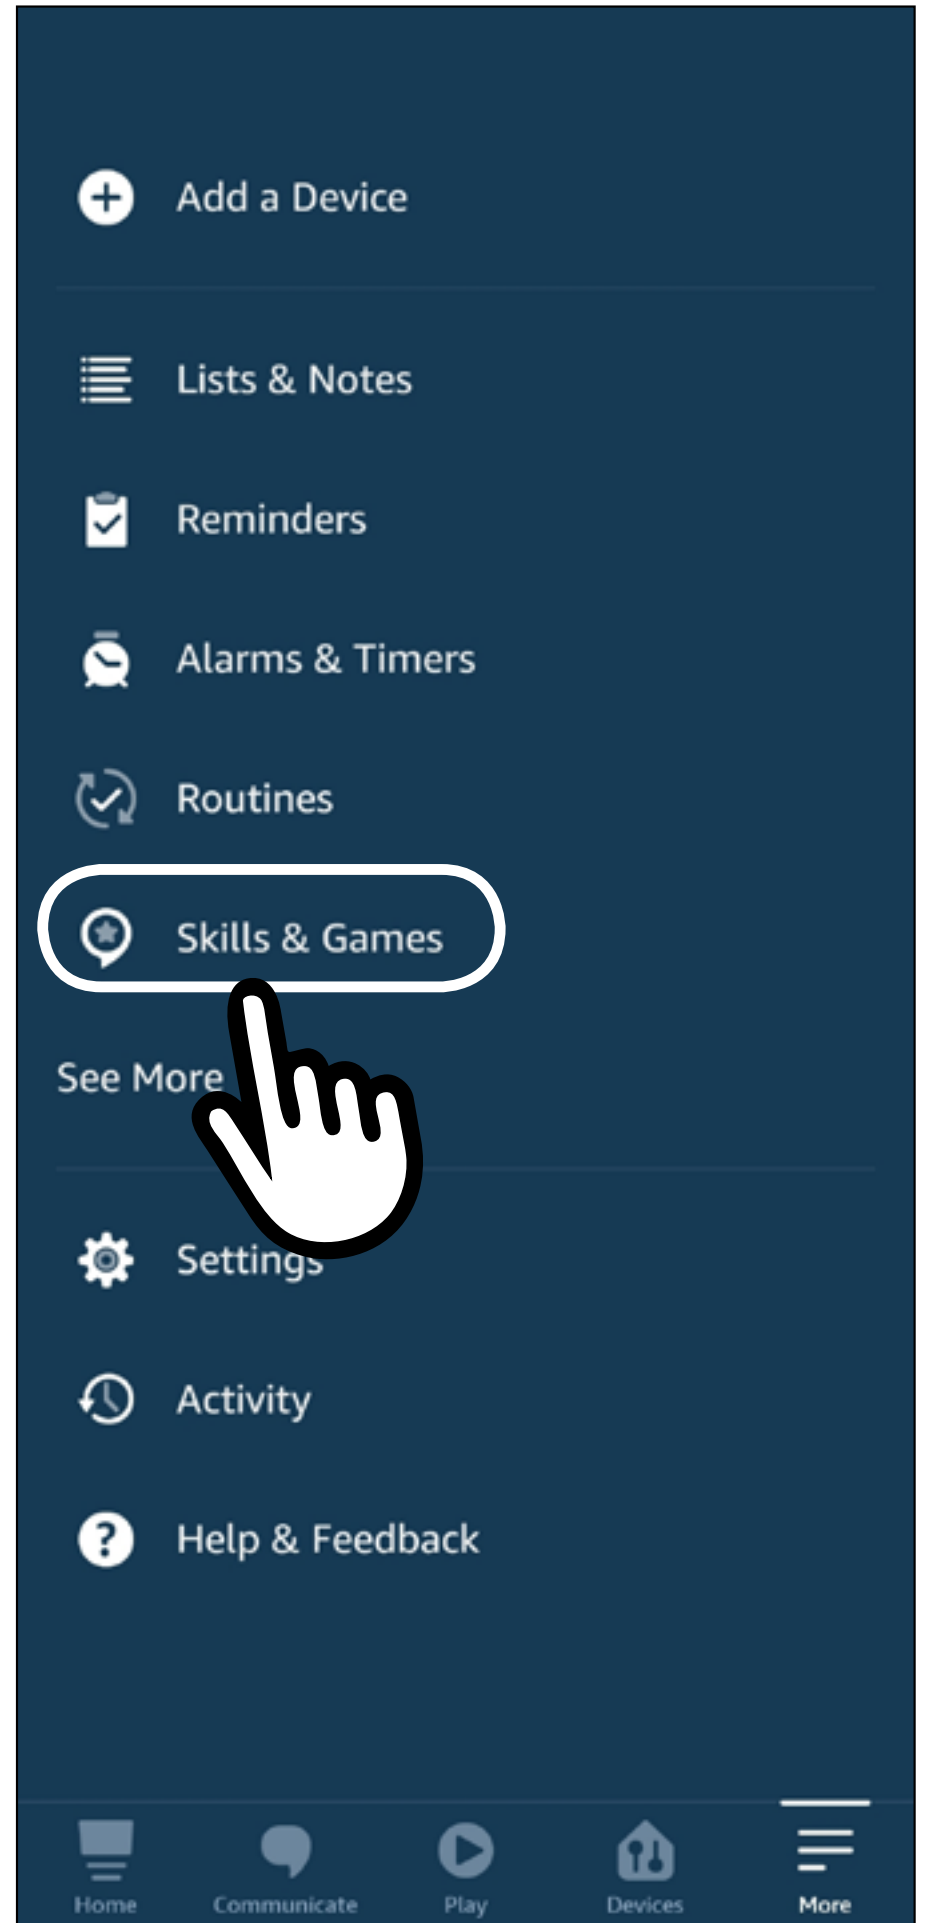 Add a Device
Lists & Notes
Reminders
Alarms & Timers
Routines
Skills & Games
See More
Settings
Activity
Help & Feedback
Home Communicate Play Devices More